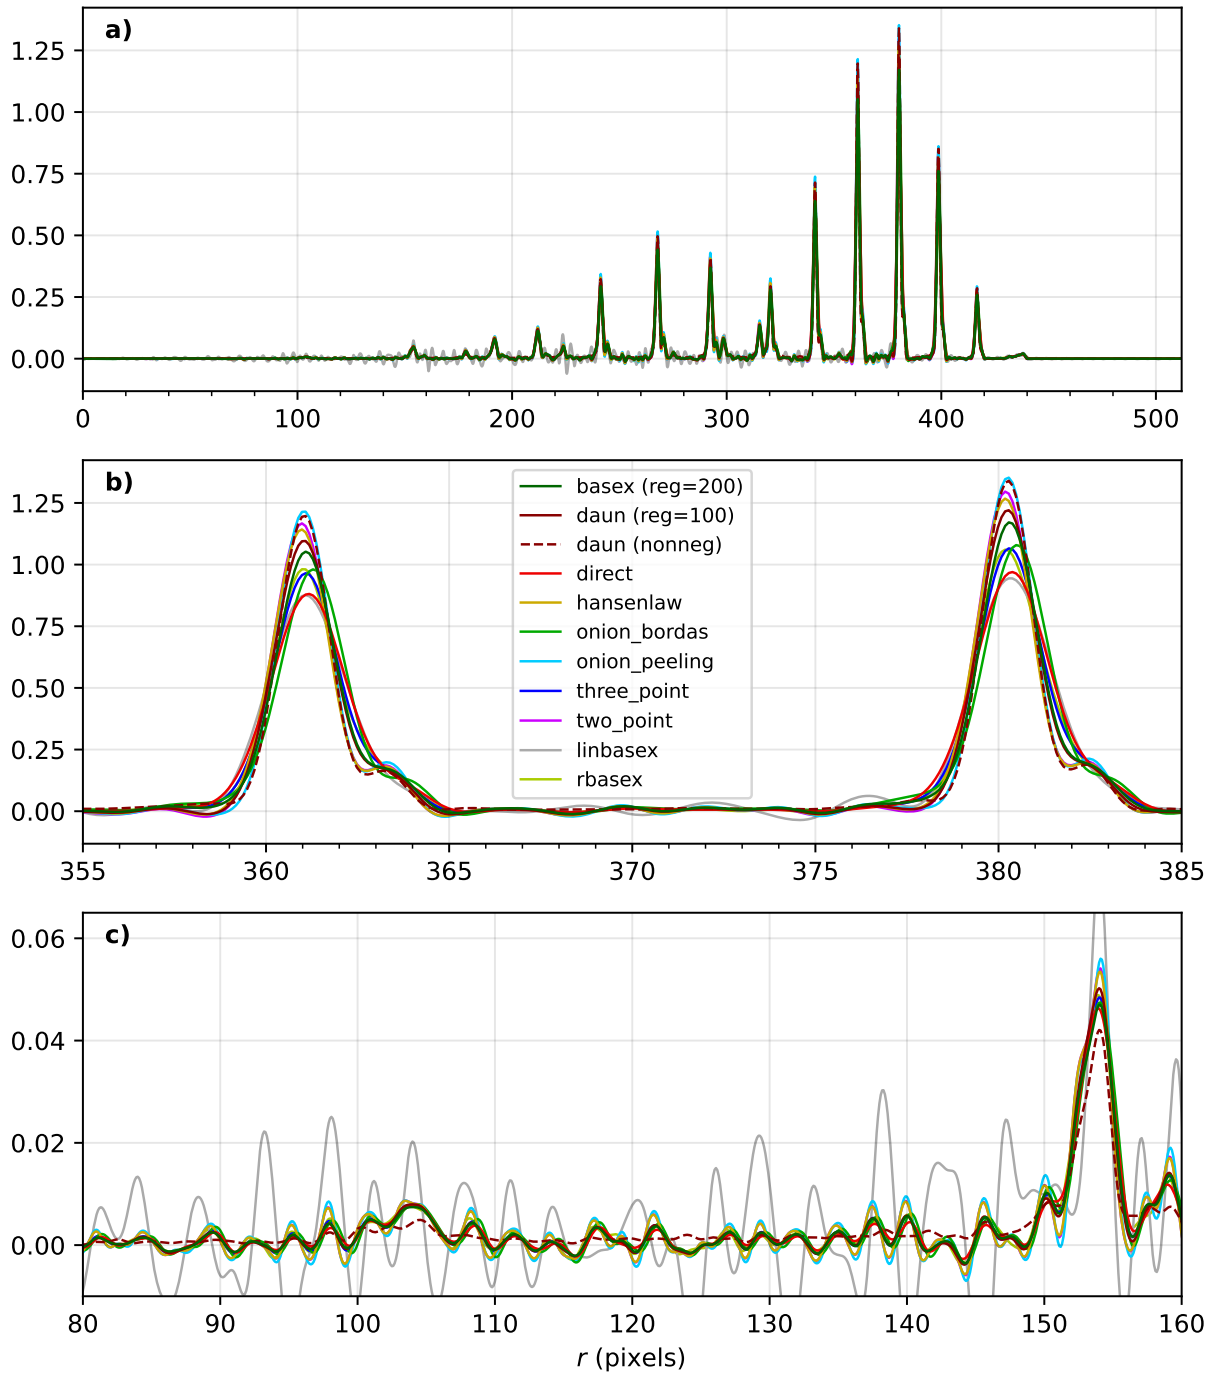 a)
1.25
1.00
0.75
0.50
0.25
0.00
0 100 200 300 400 500
b)
1.25
1.00
0.75
0.50
0.25
0.00
basex (reg=200)
daun (reg=100)
daun (nonneg)
direct
hansenlaw
onion_bordas
onion_peeling
three_point
two_point
linbasex
rbasex
355 360 365 370 375 380 385
c)
0.06
0.04
0.02
0.00
80 90 100 110 120 130 140 150 160
r (pixels)